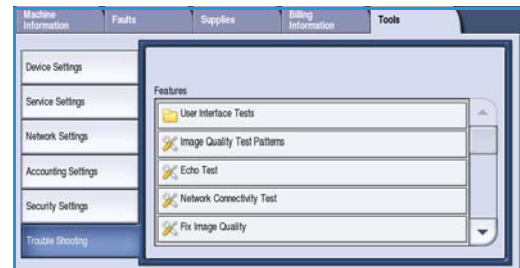 Machine Information
Faults
Supplies
Billing Information
Tools
Device Settings
Service Settings
Network Settings
Accounting Settings
Security Settings
Trouble Shooting
Features
User Interface Tests
Image Quality Test Patterns
Echo Test
Network Connectivity Test
Fix Image Quality